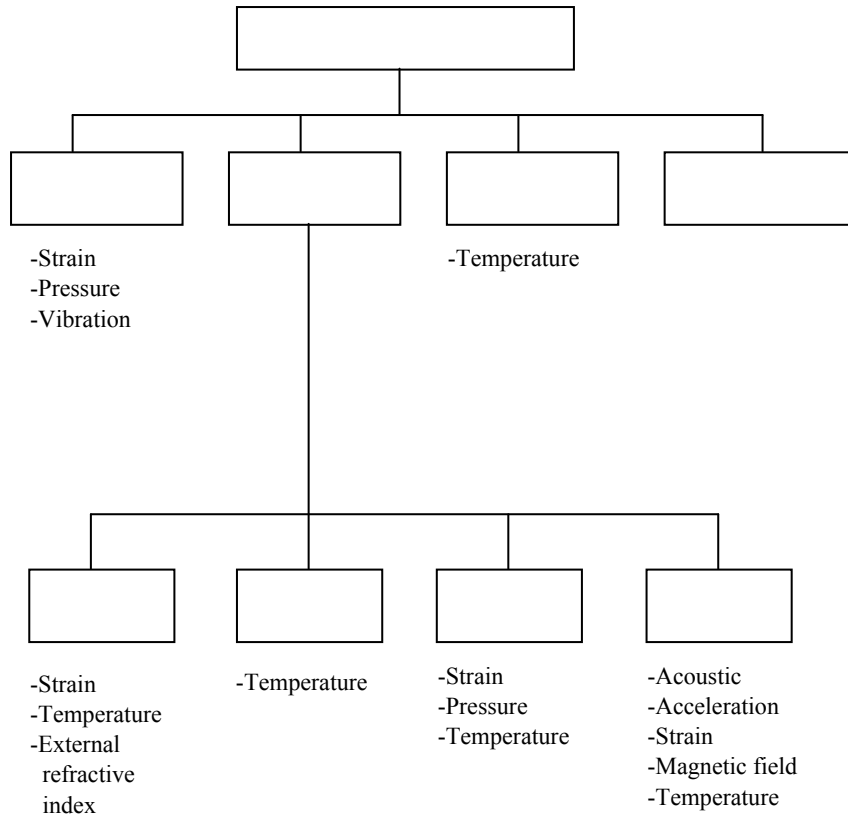 -Strain
-Pressure
-Vibration
-Temperature
-Strain
-Temperature
-External
refractive
index
-Temperature
-Strain
-Pressure
-Temperature
-Acoustic
-Acceleration
-Strain
-Magnetic field
-Temperature